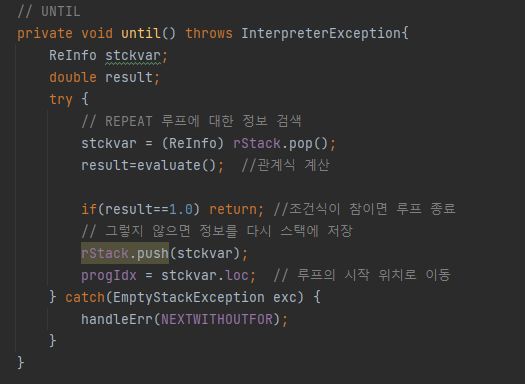 // UNTIL
private void until() throws InterpreterException{
    ReInfo stckvar;
    double result;
    try {
        // REPEAT 루프에 대한 정보 검색
        stckvar = (ReInfo) rStack.pop();
        result=evaluate();  //관계식 계산

        if(result==1.0) return; //조건식이 참이면 루프 종료
        // 그렇지 않으면 정보를 다시 스택에 저장
        rStack.push(stckvar);
        progIdx = stckvar.loc;  // 루프의 시작 위치로 이동
    } catch(EmptyStackException exc) {
        handleErr(NEXTWITHOUTFOR);
    }
}